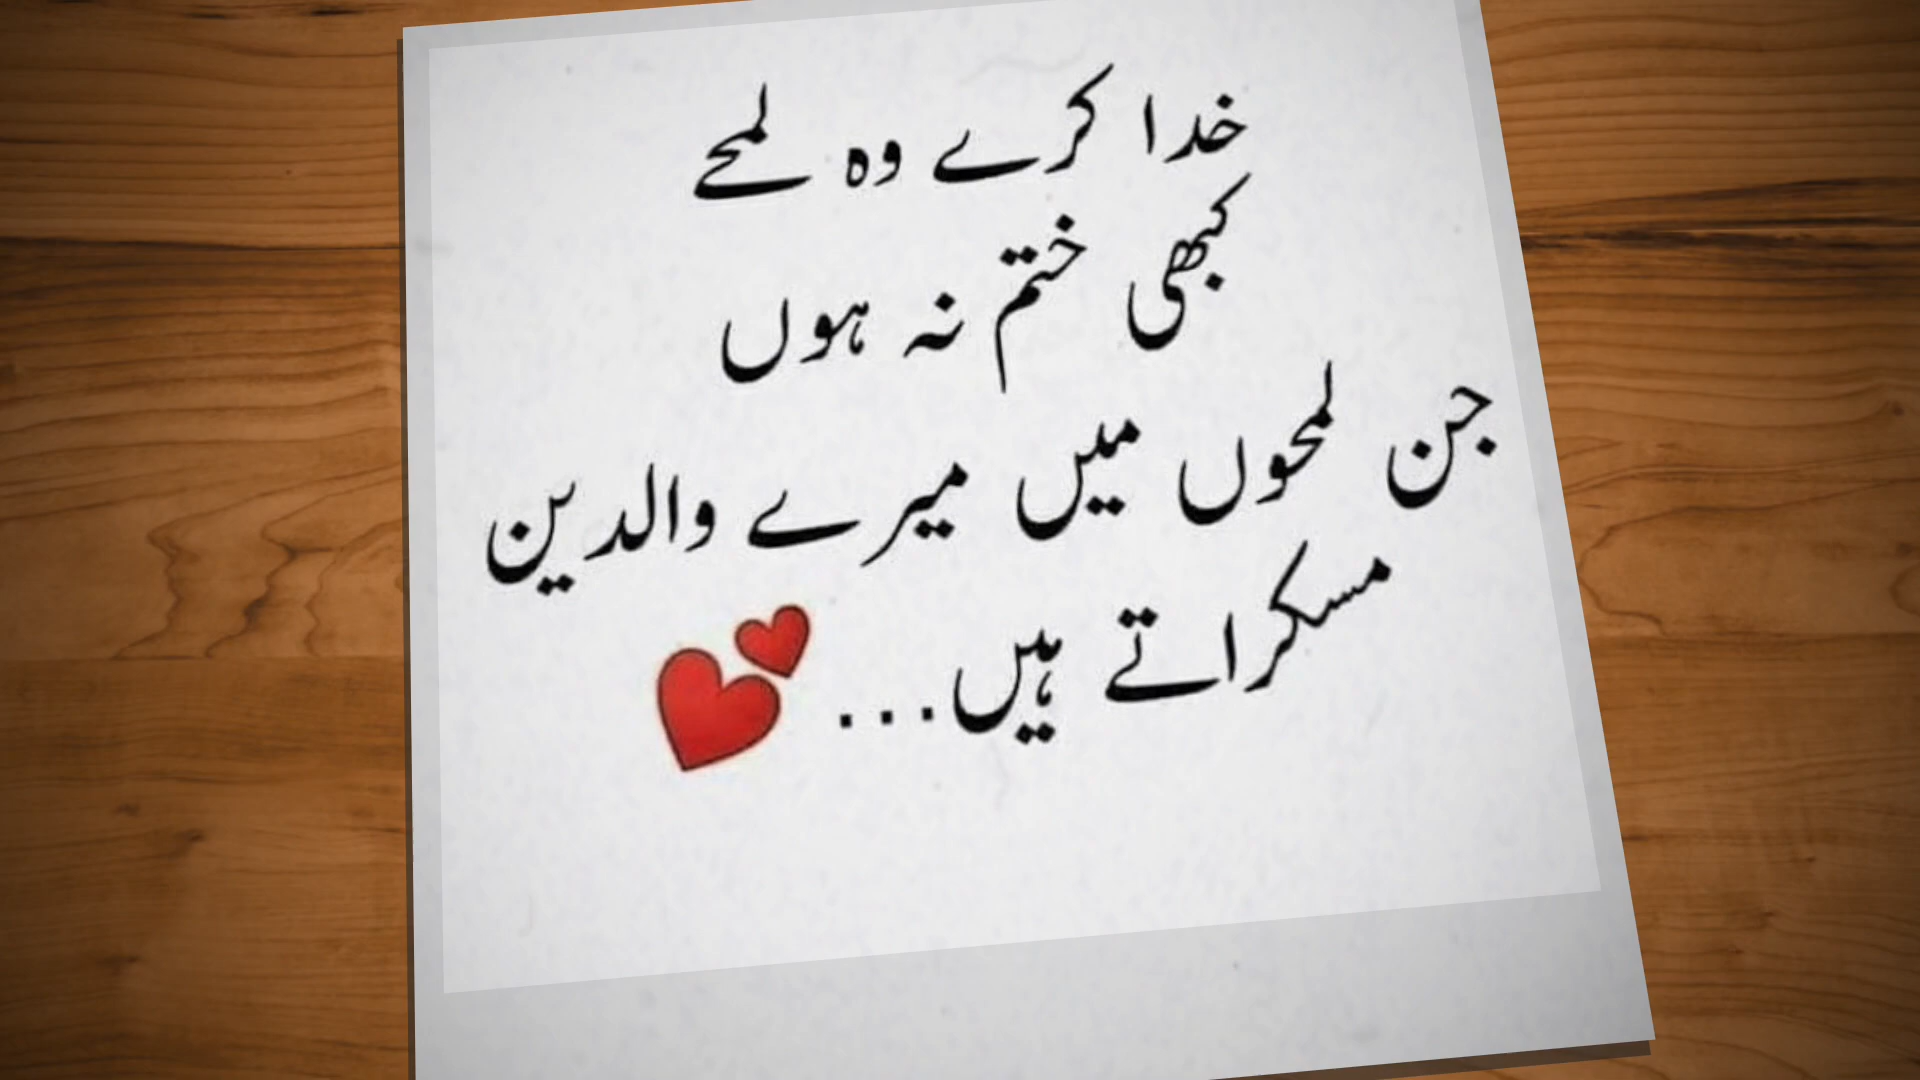 خدا کرے وہ لمحے
کبھی ختم نہ ہوں
جن لمحوں میں میرے والدین
مسکراتے ہیں...💕